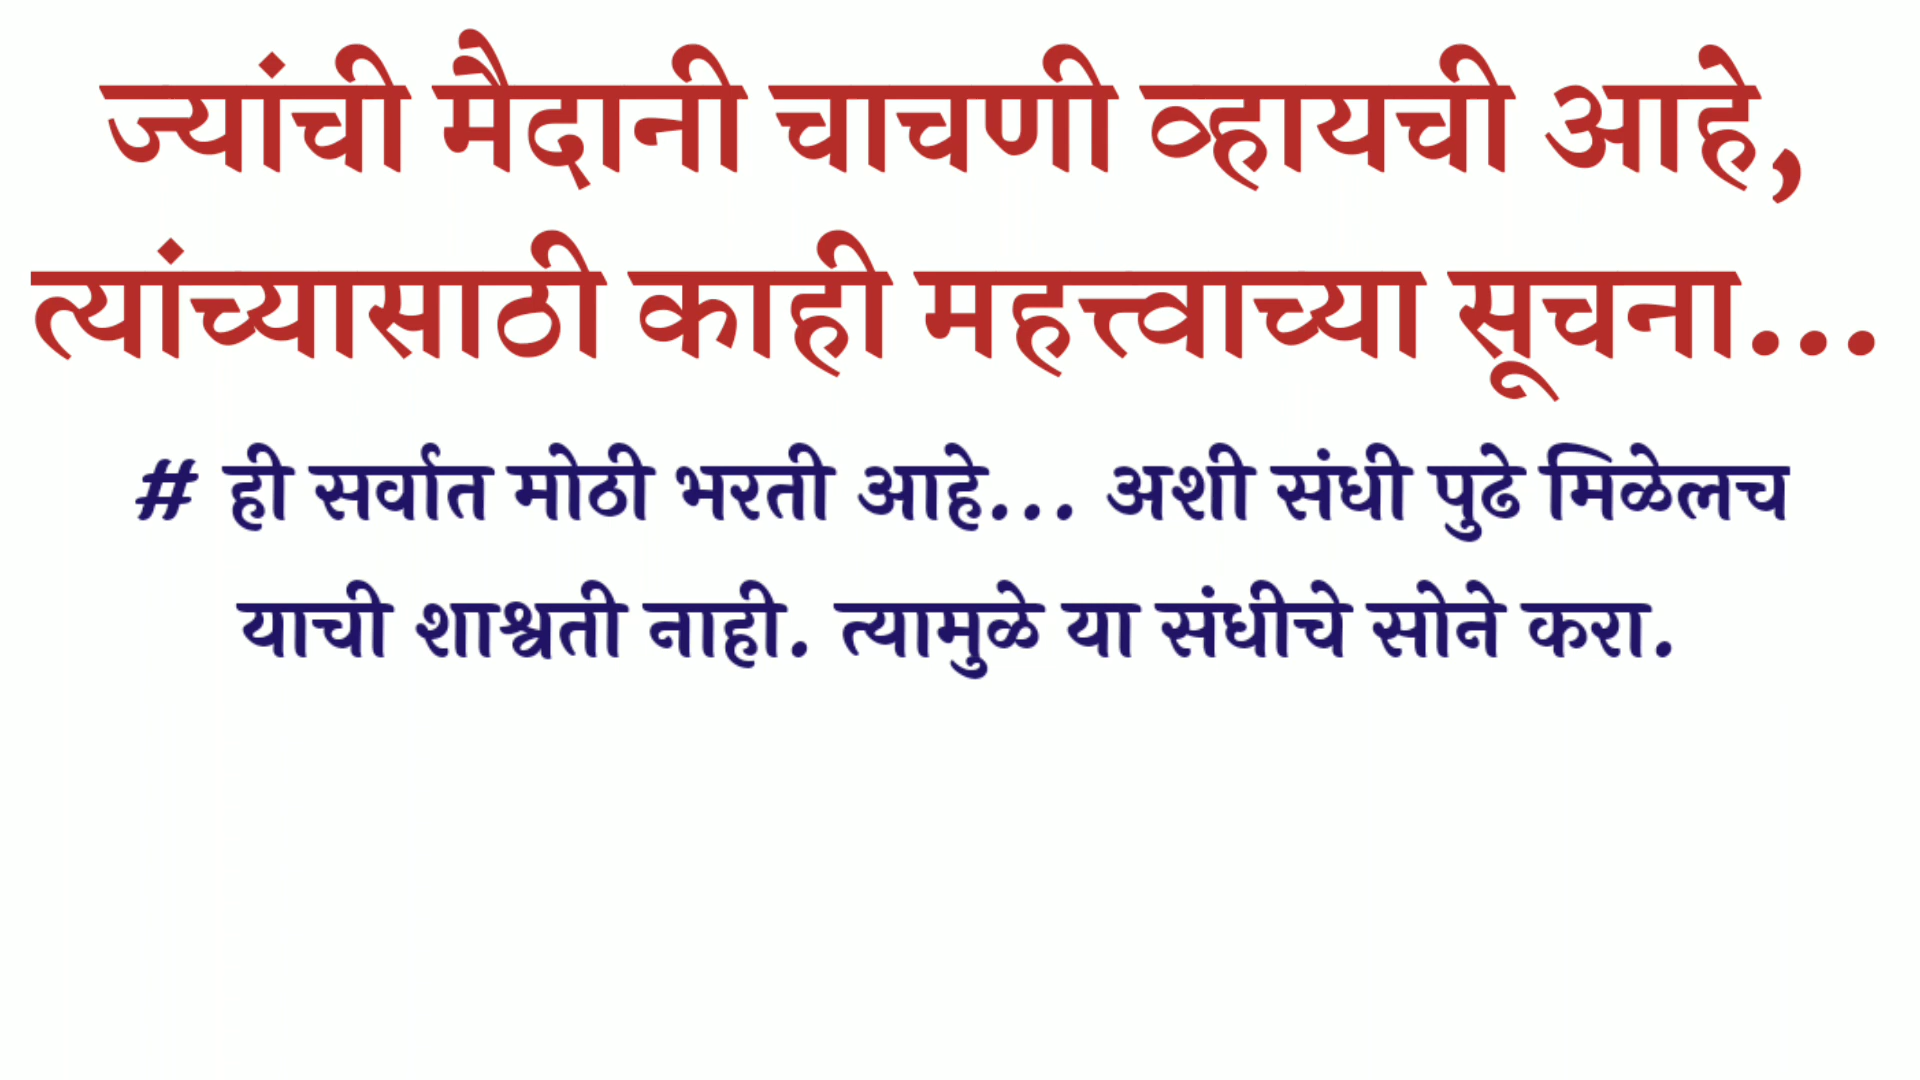 ज्यांची मैदानी चाचणी व्हायची आहे,
त्यांच्यासाठी काही महत्त्वाच्या सूचना...
# ही सर्वात मोठी भरती आहे... अशी संधी पुढे मिळेलच
याची शाश्वती नाही. त्यामुळे या संधीचे सोने करा.